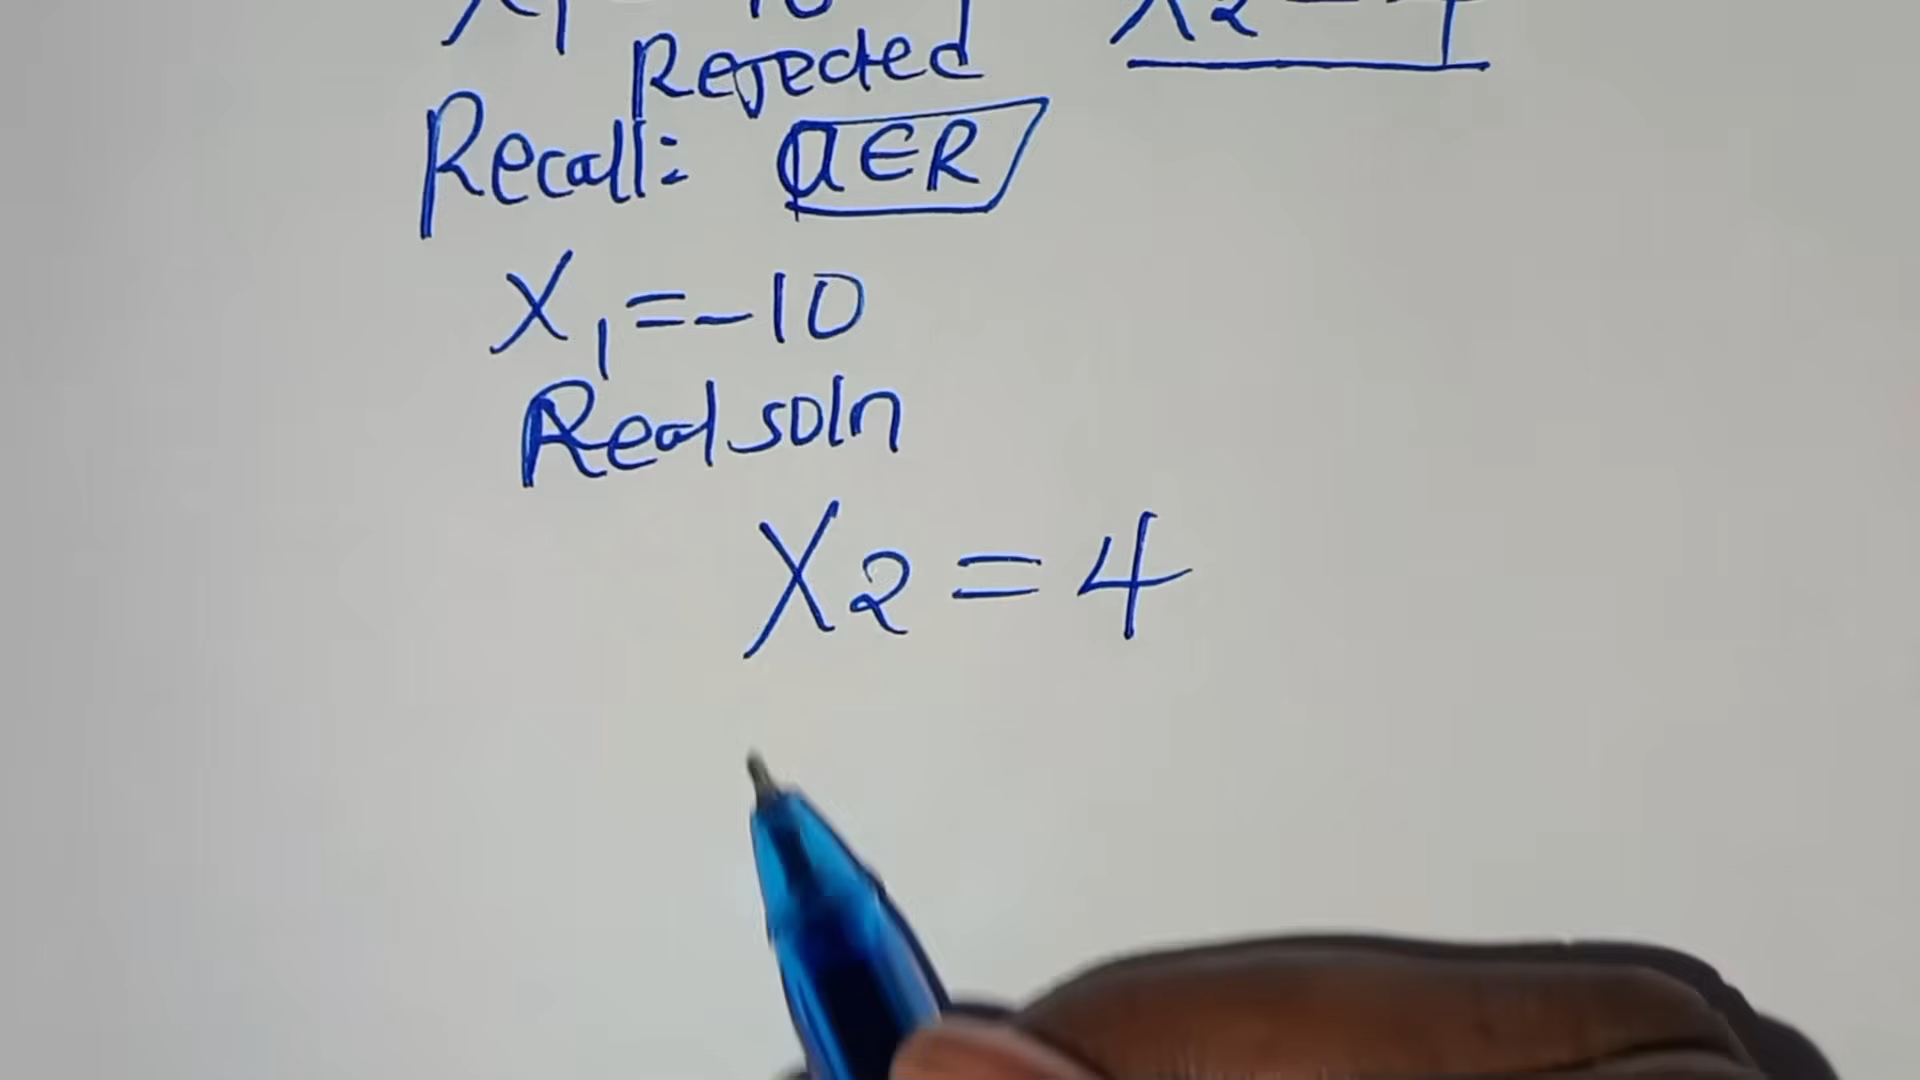 Rejected
Recall: a∈R
X₁=-10
Real soln
X₂=4